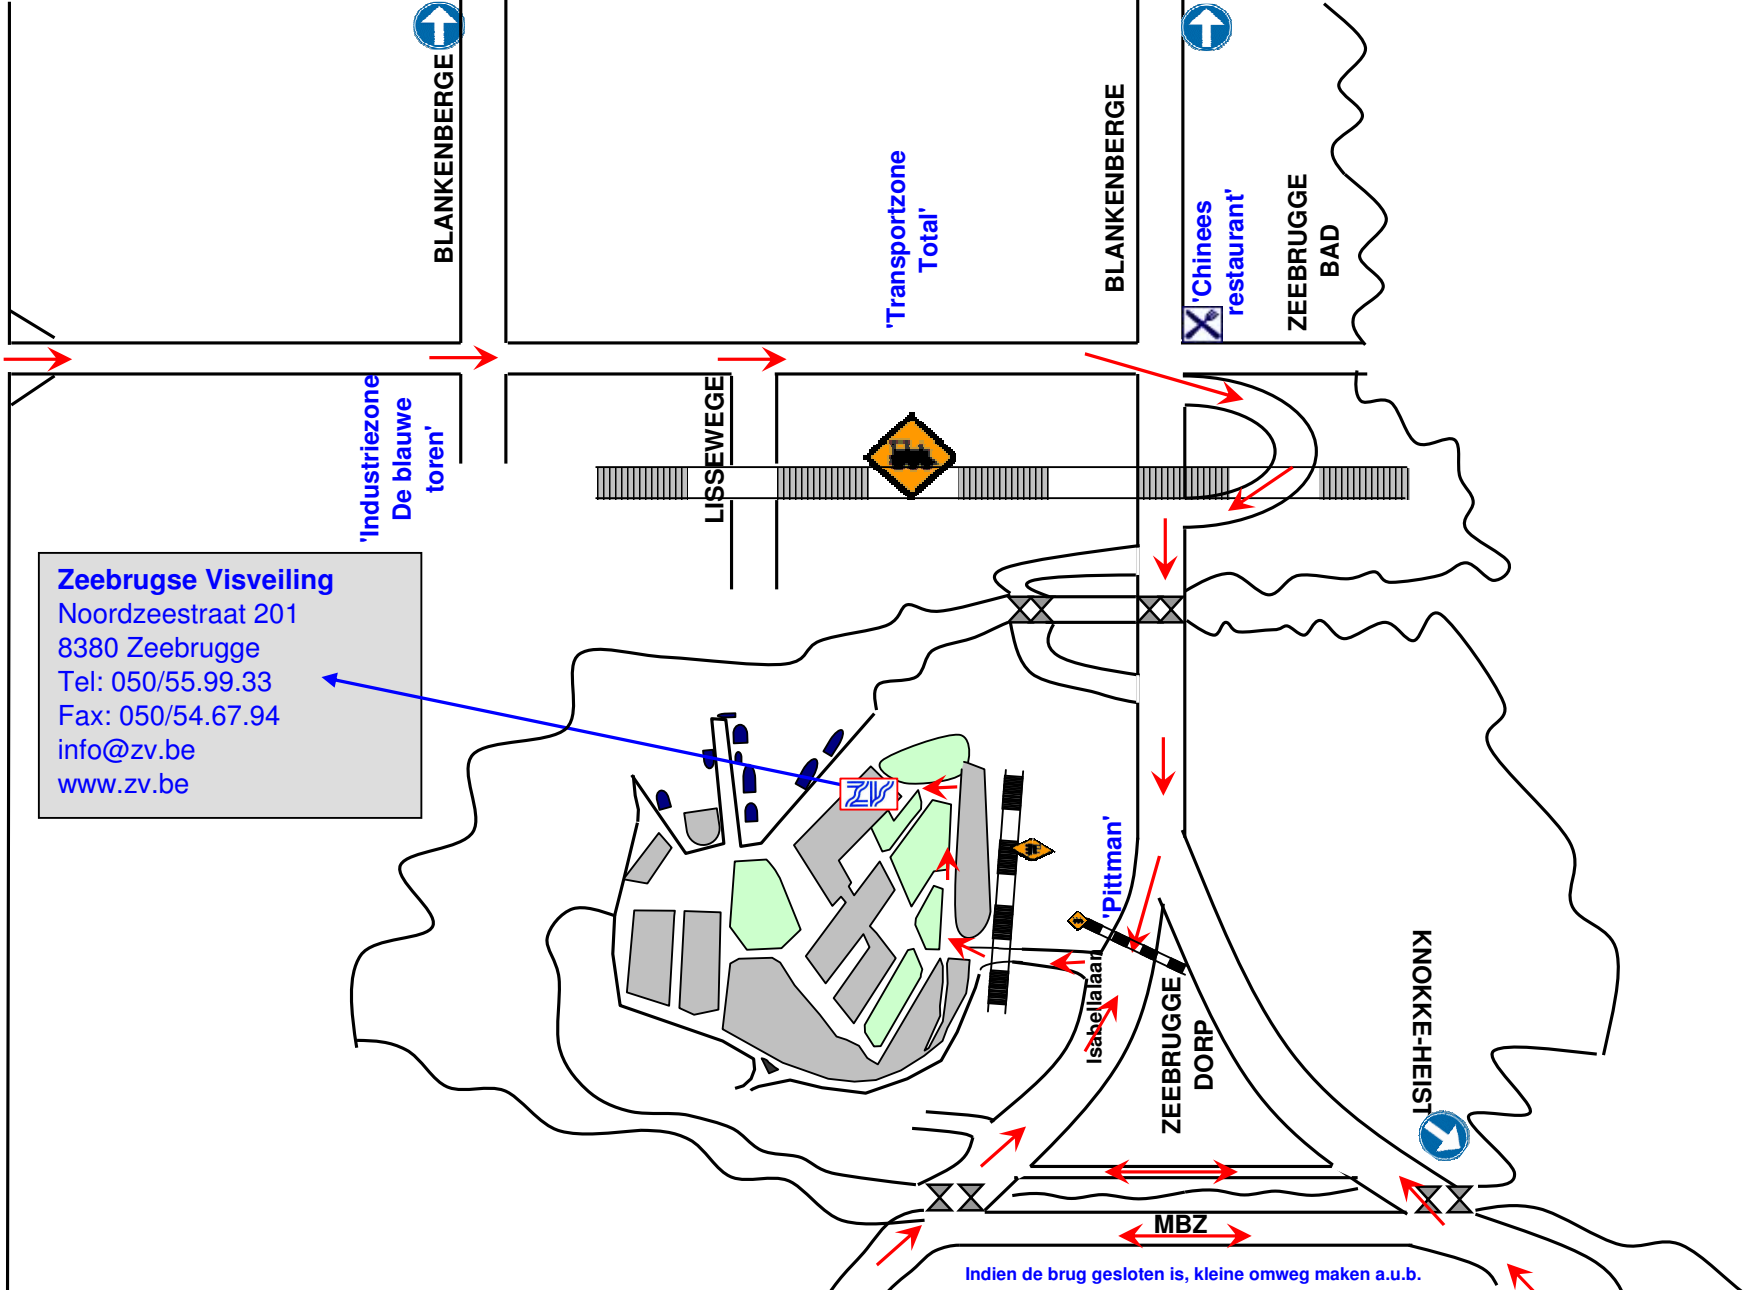 BLANKENBERGE
'Transportzone
Total'
BLANKENBERGE
'Chinees
restaurant'
ZEEBRUGGE
BAD
'Industriezone
De blauwe
toren'
LISSEWEGE
Zeebrugse Visveiling
Noordzeestraat 201
8380 Zeebrugge
Tel: 050/55.99.33
Fax: 050/54.67.94
info@zv.be
www.zv.be
ZV
'Pittman'
Isabellalaan
ZEEBRUGGE
DORP
KNOKKE-HEIST
MBZ
Indien de brug gesloten is, kleine omweg maken a.u.b.